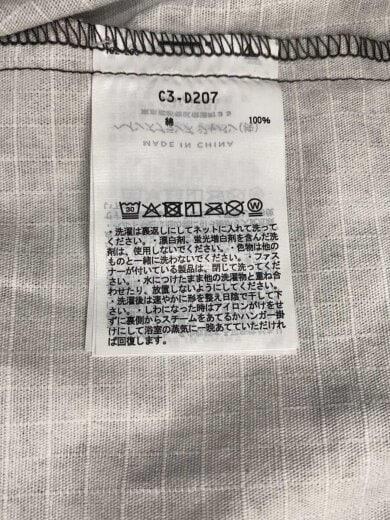 C3-D207
綿 100%
MADE IN CHINA
30
・洗濯は裏返しにしてネットに入れて洗って
ください。・漂白剤、蛍光増白剤を含んだ洗
剤は、使用しないでください。・色物は他の
ものと一緒に洗わないでください。・ファス
ナーが付いている製品は、閉じて洗ってくだ
さい。・水につけたまま他の洗濯物と重ね合
わせたり、放置しないようにしてください。
・洗濯後は速やかに形を整え日陰で干して下
さい。・しわになった時はアイロンがけをせ
ずに裏側からスチームをあてるかハンガー掛
けにして浴室の蒸気に一晩あてていただけれ
ば回復します。